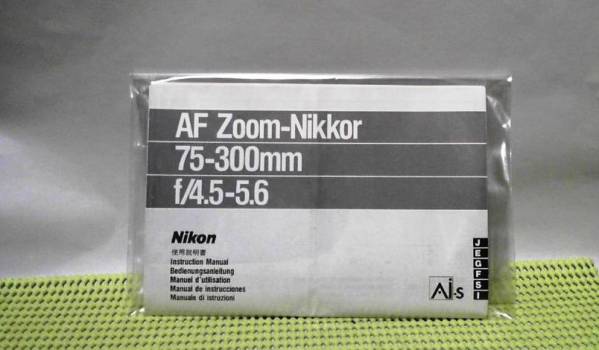 AF Zoom-Nikkor
75-300mm
f/4.5-5.6
Nikon
使用説明書
Instruction Manual
Bedienungsanleitung
Manuel d'utilisation
Manual de instrucciones
Manuale di istruzioni
J
E
G
F
S
I
Ai-s